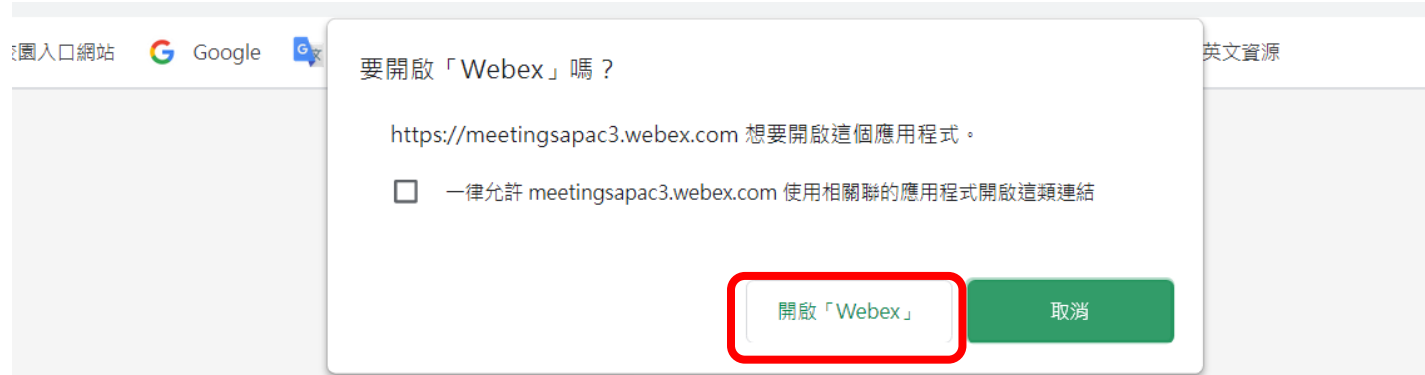 園入口網站 Google 英文資源
要開啟「Webex」嗎？
https://meetingsapac3.webex.com 想要開啟這個應用程式。
一律允許 meetingsapac3.webex.com 使用相關聯的應用程式開啟這類連結
開啟「Webex」 取消